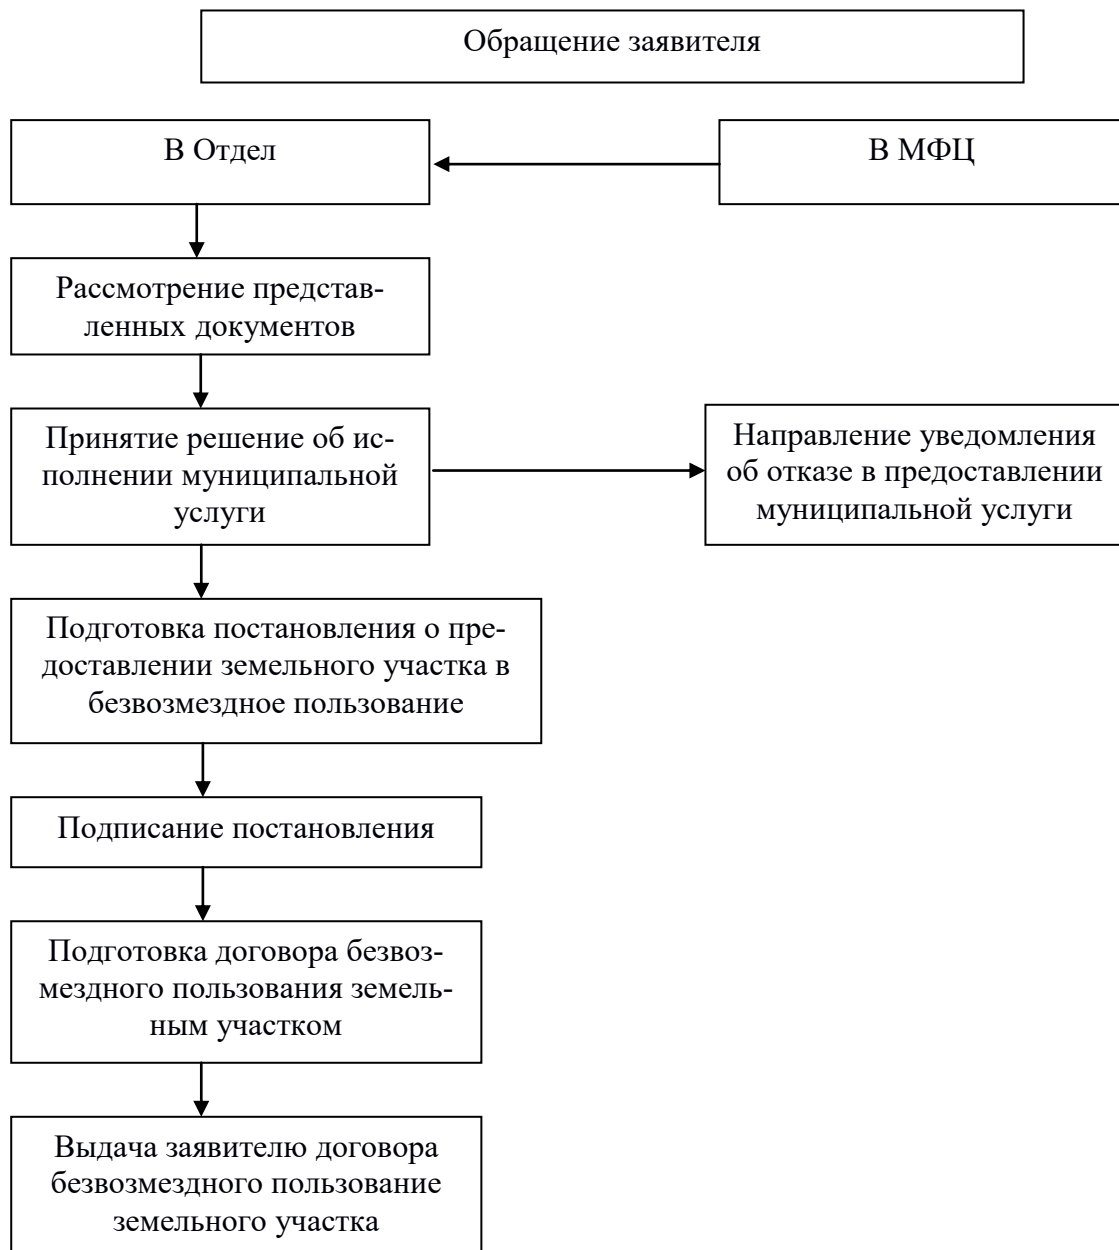 Обращение заявителя
В Отдел
В МФЦ
Рассмотрение представ-
ленных документов
Принятие решение об ис-
полнении муниципальной
услуги
Направление уведомления
об отказе в предоставлении
муниципальной услуги
Подготовка постановления о пре-
доставлении земельного участка в
безвозмездное пользование
Подписание постановления
Подготовка договора безвоз-
мездного пользования земель-
ным участком
Выдача заявителю договора
безвозмездного пользование
земельного участка